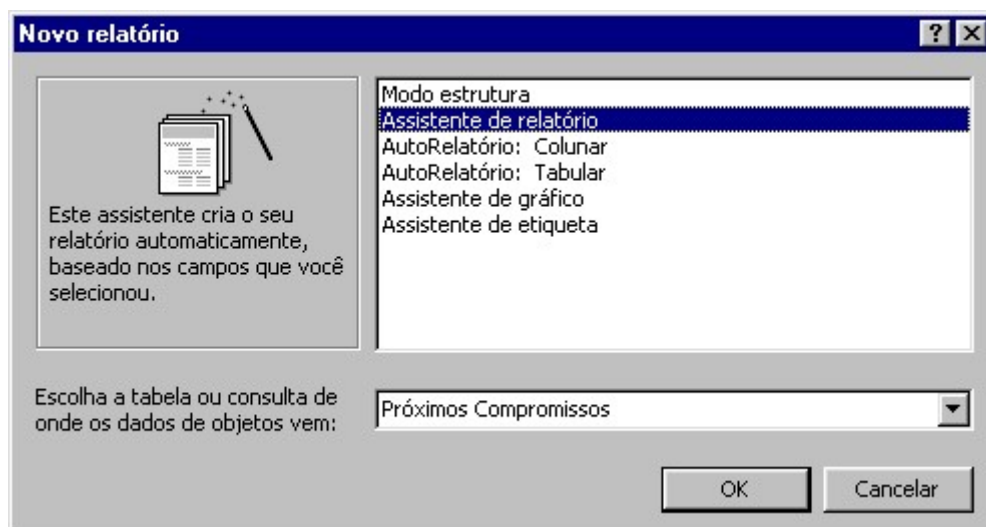 Novo relatório
Modo estrutura
Assistente de relatório
AutoRelatório: Colunar
AutoRelatório: Tabular
Assistente de gráfico
Assistente de etiqueta
Este assistente cria o seu
relatório automaticamente,
baseado nos campos que você
selecionou.
Escolha a tabela ou consulta de
onde os dados de objetos vem:
Próximos Compromissos
OK
Cancelar